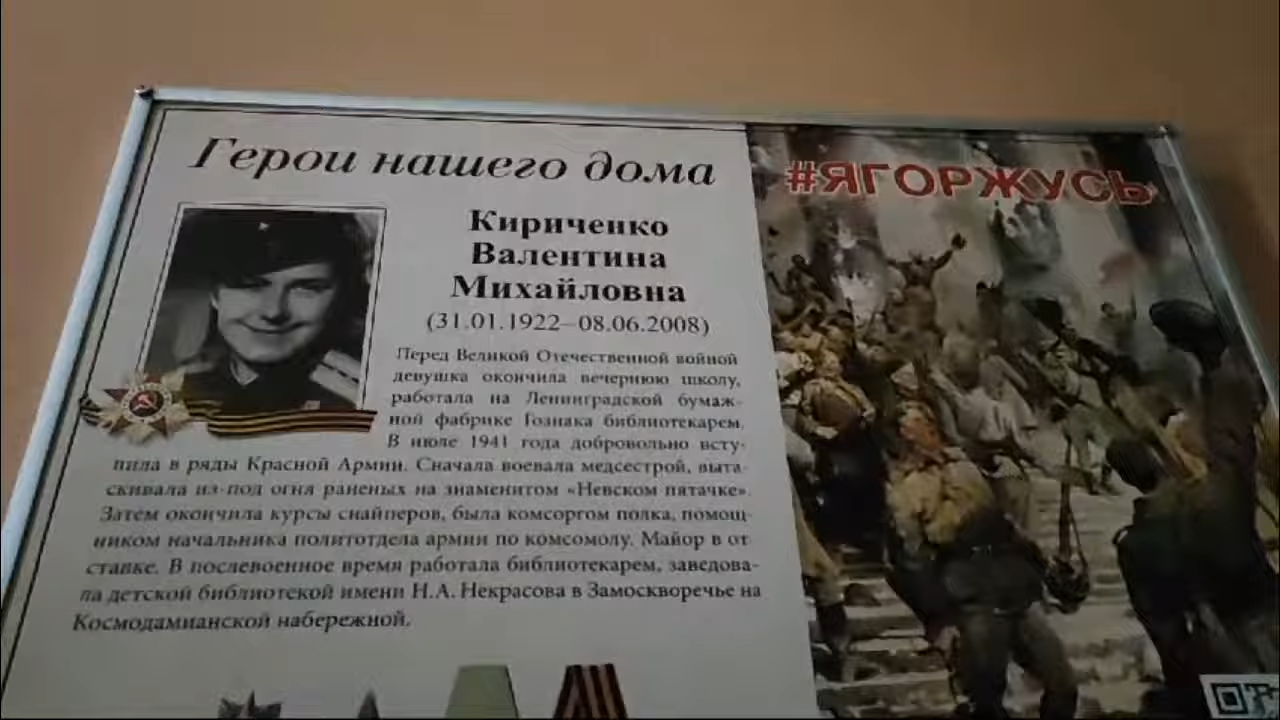 Герои нашего дома
Кириченко
Валентина
Михайловна
(31.01.1922–08.06.2008)
Перед Великой Отечественной войной
девушка окончила вечернюю школу,
работала на Ленинградской бумаж-
ной фабрике Гознака библиотекарем.
В июле 1941 года добровольно всту-
пила в ряды Красной Армии. Сначала воевала медсестрой, выта-
скивала из-под огня раненых на знаменитом «Невском пятачке».
Затем окончила курсы снайперов, была комсоргом полка, помощ-
ником начальника политотдела армии по комсомолу. Майор в от
ставке. В послевоенное время работала библиотекарем, заведова-
ла детской библиотекой имени Н.А. Некрасова в Замоскворечье на
Космодамианской набережной.
#ЯГОРЖУСЬ